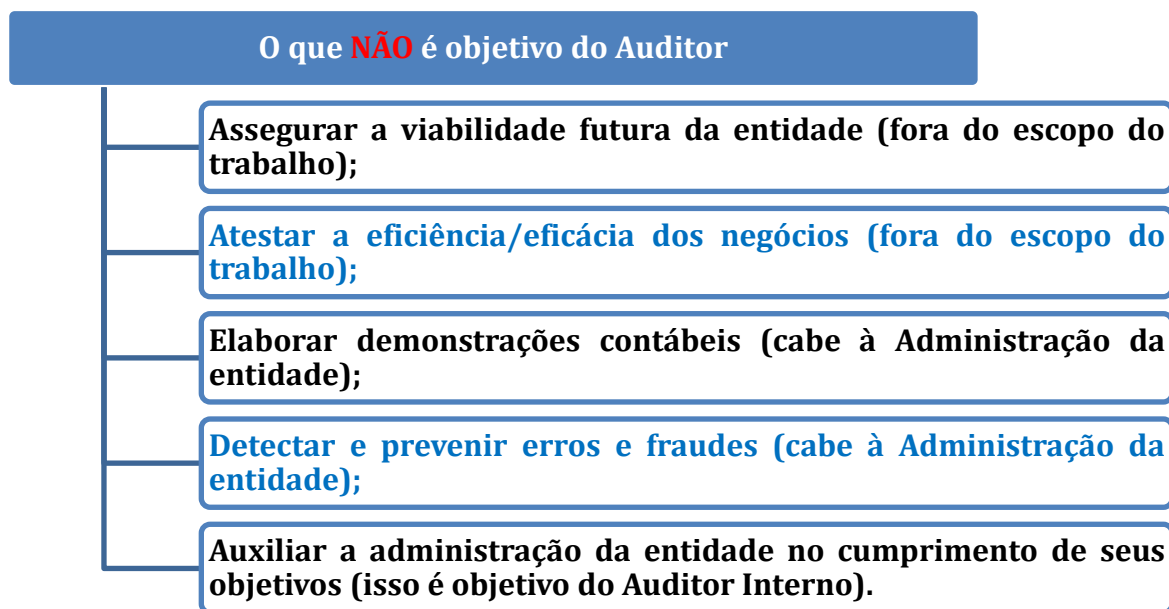 O que NÃO é objetivo do Auditor
Assegurar a viabilidade futura da entidade (fora do escopo do
trabalho);
Atestar a eficiência/eficácia dos negócios (fora do escopo do
trabalho);
Elaborar demonstrações contábeis (cabe à Administração da
entidade);
Detectar e prevenir erros e fraudes (cabe à Administração da
entidade);
Auxiliar a administração da entidade no cumprimento de seus
objetivos (isso é objetivo do Auditor Interno).